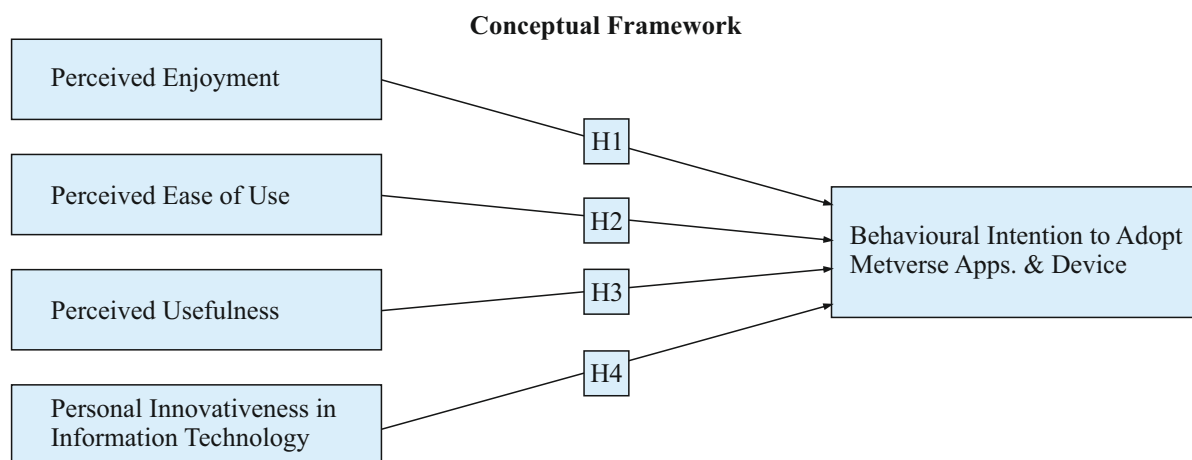 Conceptual Framework
Perceived Enjoyment
H1
Perceived Ease of Use
H2
Behavioural Intention to Adopt
Metverse Apps. & Device
H3
Perceived Usefulness
H4
Personal Innovativeness in
Information Technology